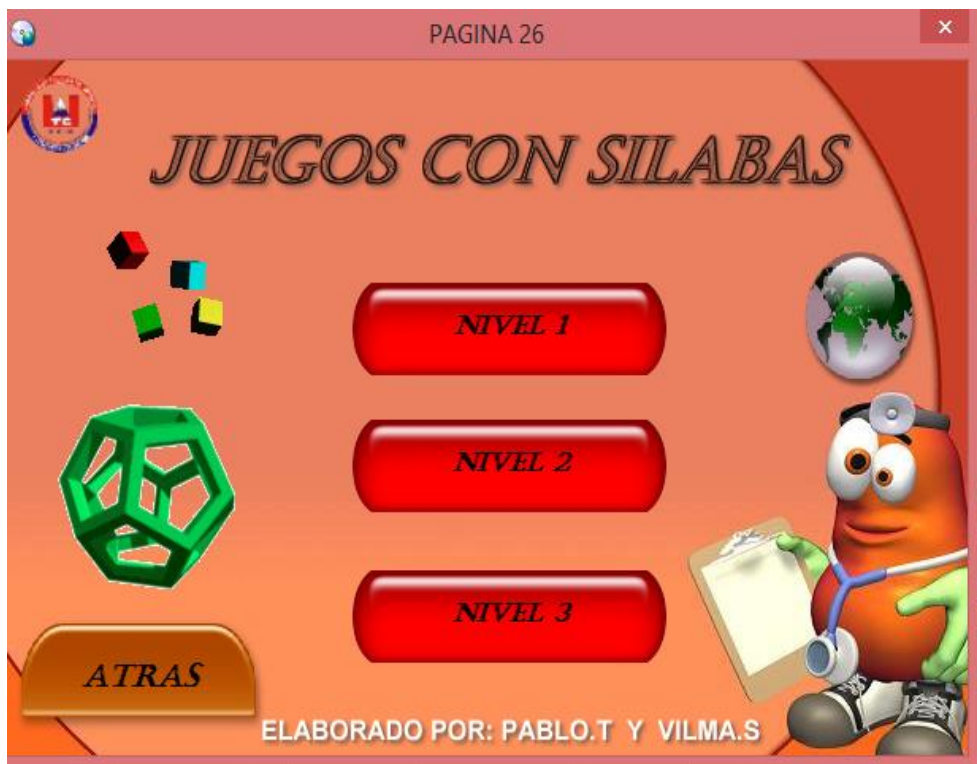 PAGINA 26
JUEGOS CON SILABAS
NIVEL 1
NIVEL 2
NIVEL 3
ATRAS
ELABORADO POR: PABLO.T Y VILMA.S